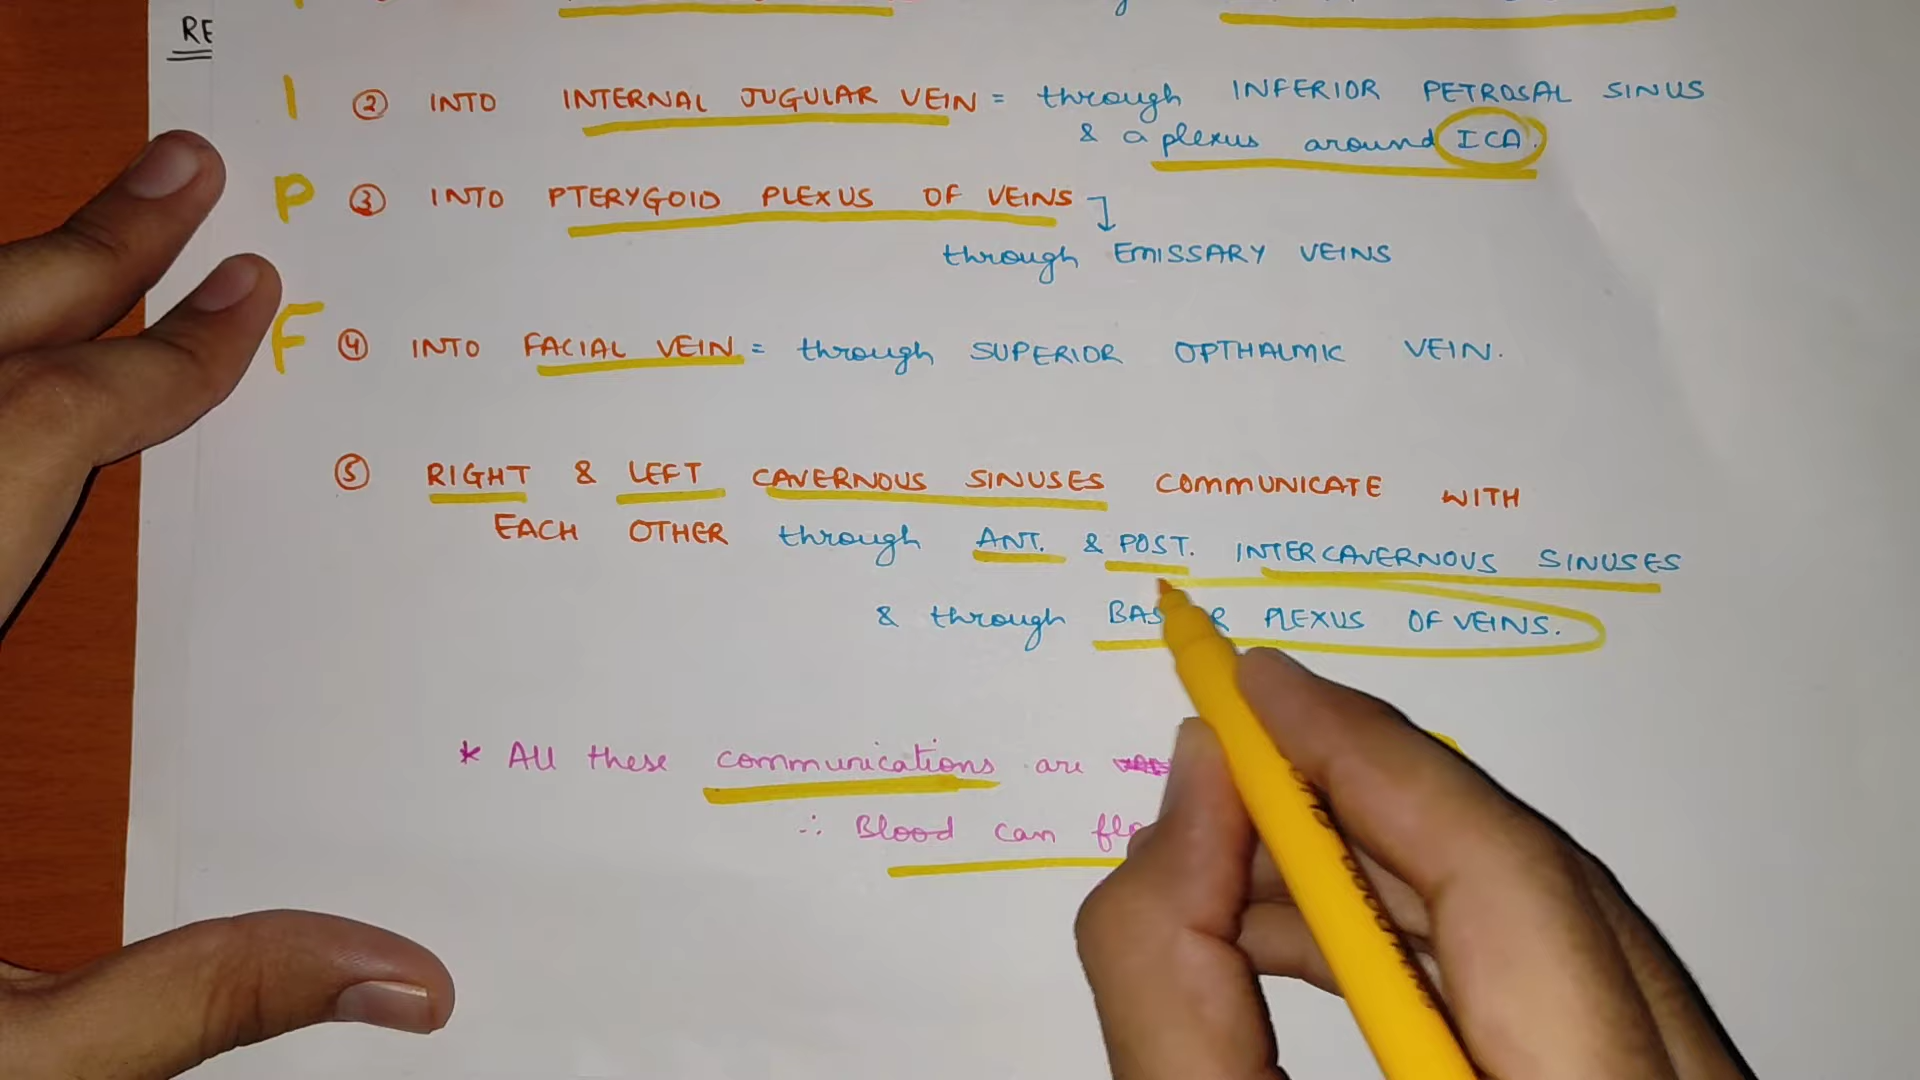 RE
I ② INTO INTERNAL JUGULAR VEIN = through INFERIOR PETROSAL SINUS
& a plexus around ICA.
P ③ INTO PTERYGOID PLEXUS OF VEINS
through EMISSARY VEINS
F ④ INTO FACIAL VEIN = through SUPERIOR OPTHALMIC VEIN.
⑤ RIGHT & LEFT CAVERNOUS SINUSES COMMUNICATE WITH
EACH OTHER through ANT. & POST. INTERCAVERNOUS SINUSES
& through PLEXUS OF VEINS.
* All these communications are
∴ Blood can